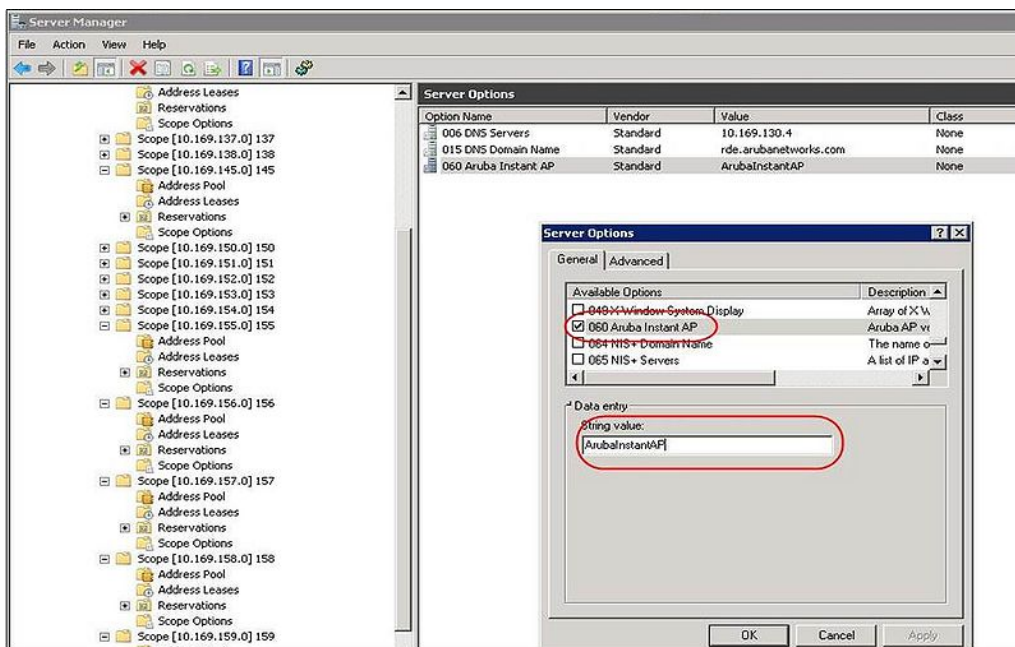 Server Manager
File Action View Help
Address Leases
Reservations
Scope Options
Scope [10.169.137.0] 137
Scope [10.169.138.0] 138
Scope [10.169.145.0] 145
Address Pool
Address Leases
Reservations
Scope Options
Scope [10.169.150.0] 150
Scope [10.169.151.0] 151
Scope [10.169.152.0] 152
Scope [10.169.153.0] 153
Scope [10.169.154.0] 154
Scope [10.169.155.0] 155
Address Pool
Address Leases
Reservations
Scope Options
Scope [10.169.156.0] 156
Address Pool
Address Leases
Reservations
Scope Options
Scope [10.169.157.0] 157
Address Pool
Address Leases
Reservations
Scope Options
Scope [10.169.158.0] 158
Address Pool
Address Leases
Reservations
Scope Options
Scope [10.169.159.0] 159
Server Options
Option Name Vendor Value Class
006 DNS Servers Standard 10.169.130.4 None
015 DNS Domain Name Standard rde.arubanetworks.com None
060 Aruba Instant AP Standard ArubaInstantAP None
Server Options
General Advanced
Available Options Description
049 X Window System Display Array of X W
060 Aruba Instant AP Aruba AP ve
064 NIS+ Domain Name The name o
065 NIS+ Servers A list of IP a
Data entry
String value:
ArubaInstantAP
OK Cancel Apply